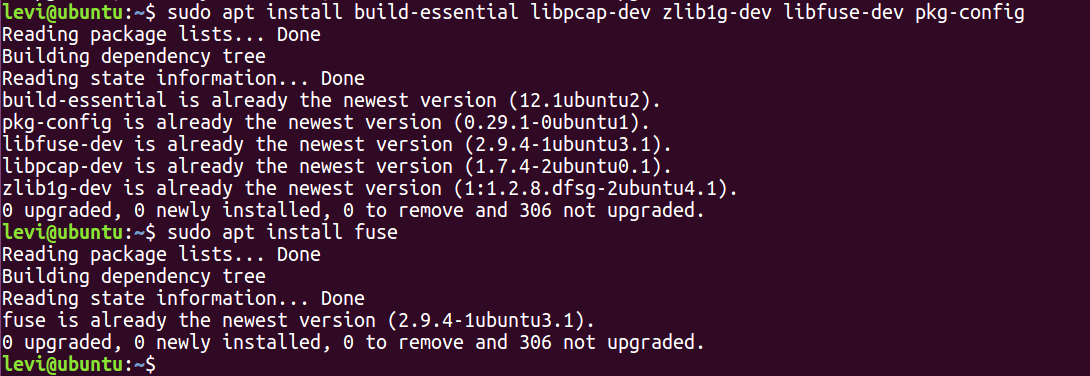 levi@ubuntu:~$ sudo apt install build-essential libpcap-dev zlib1g-dev libfuse-dev pkg-config
Reading package lists... Done
Building dependency tree
Reading state information... Done
build-essential is already the newest version (12.1ubuntu2).
pkg-config is already the newest version (0.29.1-0ubuntu1).
libfuse-dev is already the newest version (2.9.4-1ubuntu3.1).
libpcap-dev is already the newest version (1.7.4-2ubuntu0.1).
zlib1g-dev is already the newest version (1:1.2.8.dfsg-2ubuntu4.1).
0 upgraded, 0 newly installed, 0 to remove and 306 not upgraded.
levi@ubuntu:~$ sudo apt install fuse
Reading package lists... Done
Building dependency tree
Reading state information... Done
fuse is already the newest version (2.9.4-1ubuntu3.1).
0 upgraded, 0 newly installed, 0 to remove and 306 not upgraded.
levi@ubuntu:~$